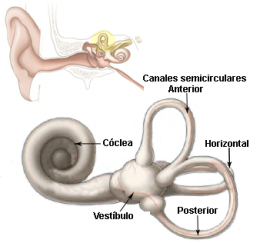 Canales semicirculares
Anterior
Cóclea
Horizontal
Vestíbulo
Posterior